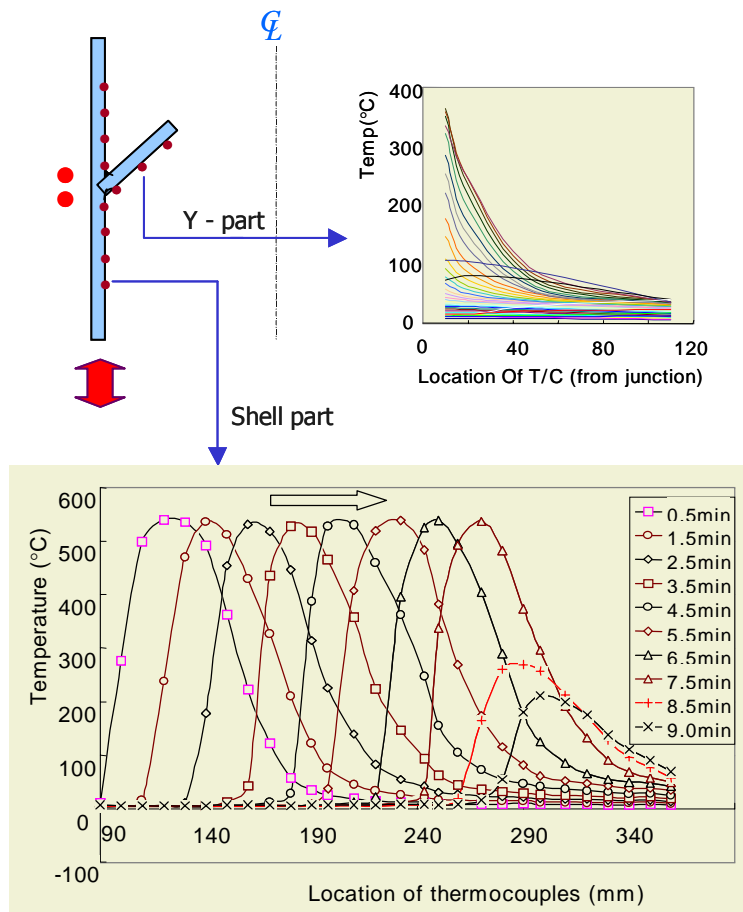 ℄
Y - part
Shell part
Temp(°C)
400
300
200
100
0
0
40
80
120
Location Of T/C (from junction)
Temperature (°C)
600
500
400
300
200
100
0
-100
90
140
190
240
290
340
Location of thermocouples (mm)
0.5min
1.5min
2.5min
3.5min
4.5min
5.5min
6.5min
7.5min
8.5min
9.0min